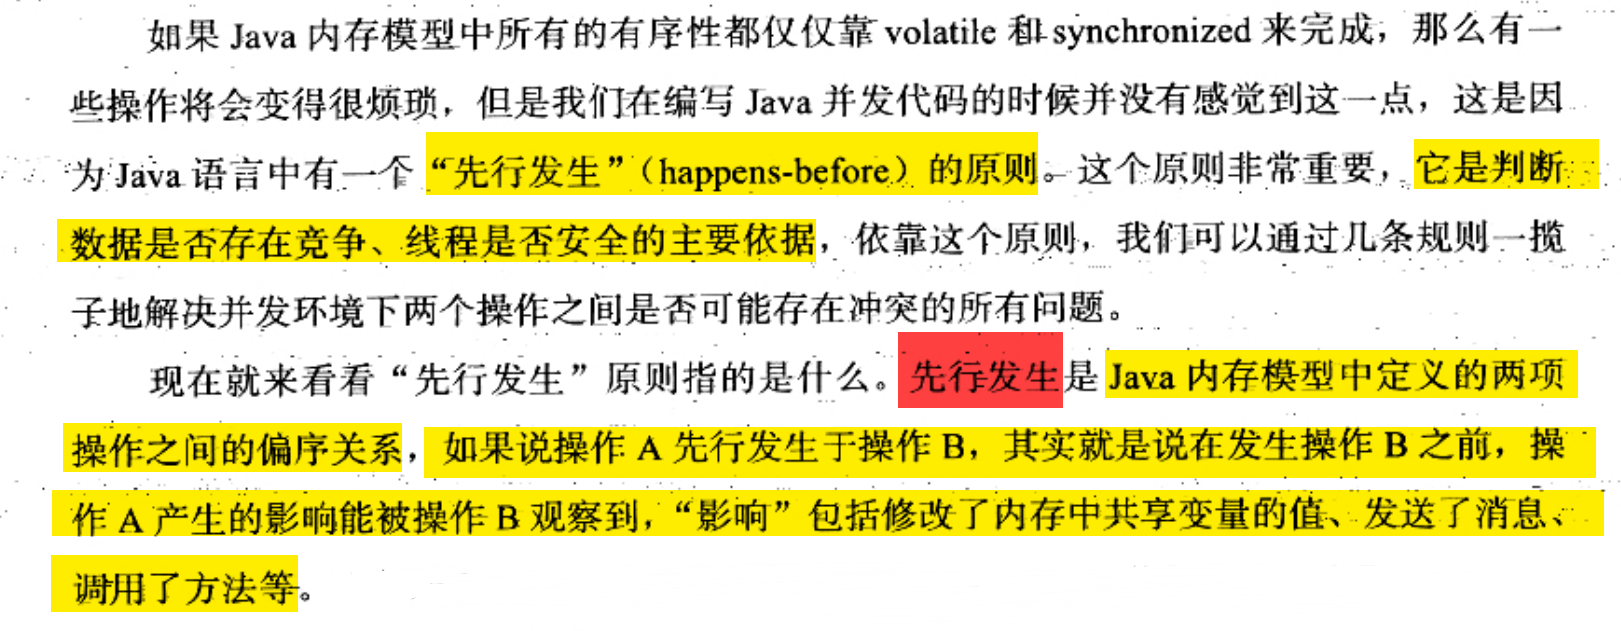 如果 Java 内存模型中所有的有序性都仅仅靠 volatile 和 synchronized 来完成，那么有一
些操作将会变得很烦琐，但是我们在编写 Java 并发代码的时候并没有感觉到这一点，这是因
为 Java 语言中有一个“先行发生”（happens-before）的原则。这个原则非常重要，它是判断
数据是否存在竞争、线程是否安全的主要依据，依靠这个原则，我们可以通过几条规则一揽
子地解决并发环境下两个操作之间是否可能存在冲突的所有问题。
现在就来看看“先行发生”原则指的是什么。先行发生是 Java 内存模型中定义的两项
操作之间的偏序关系，如果说操作 A 先行发生于操作 B，其实就是说在发生操作 B 之前，操
作 A 产生的影响能被操作 B 观察到，“影响”包括修改了内存中共享变量的值、发送了消息、
调用了方法等。